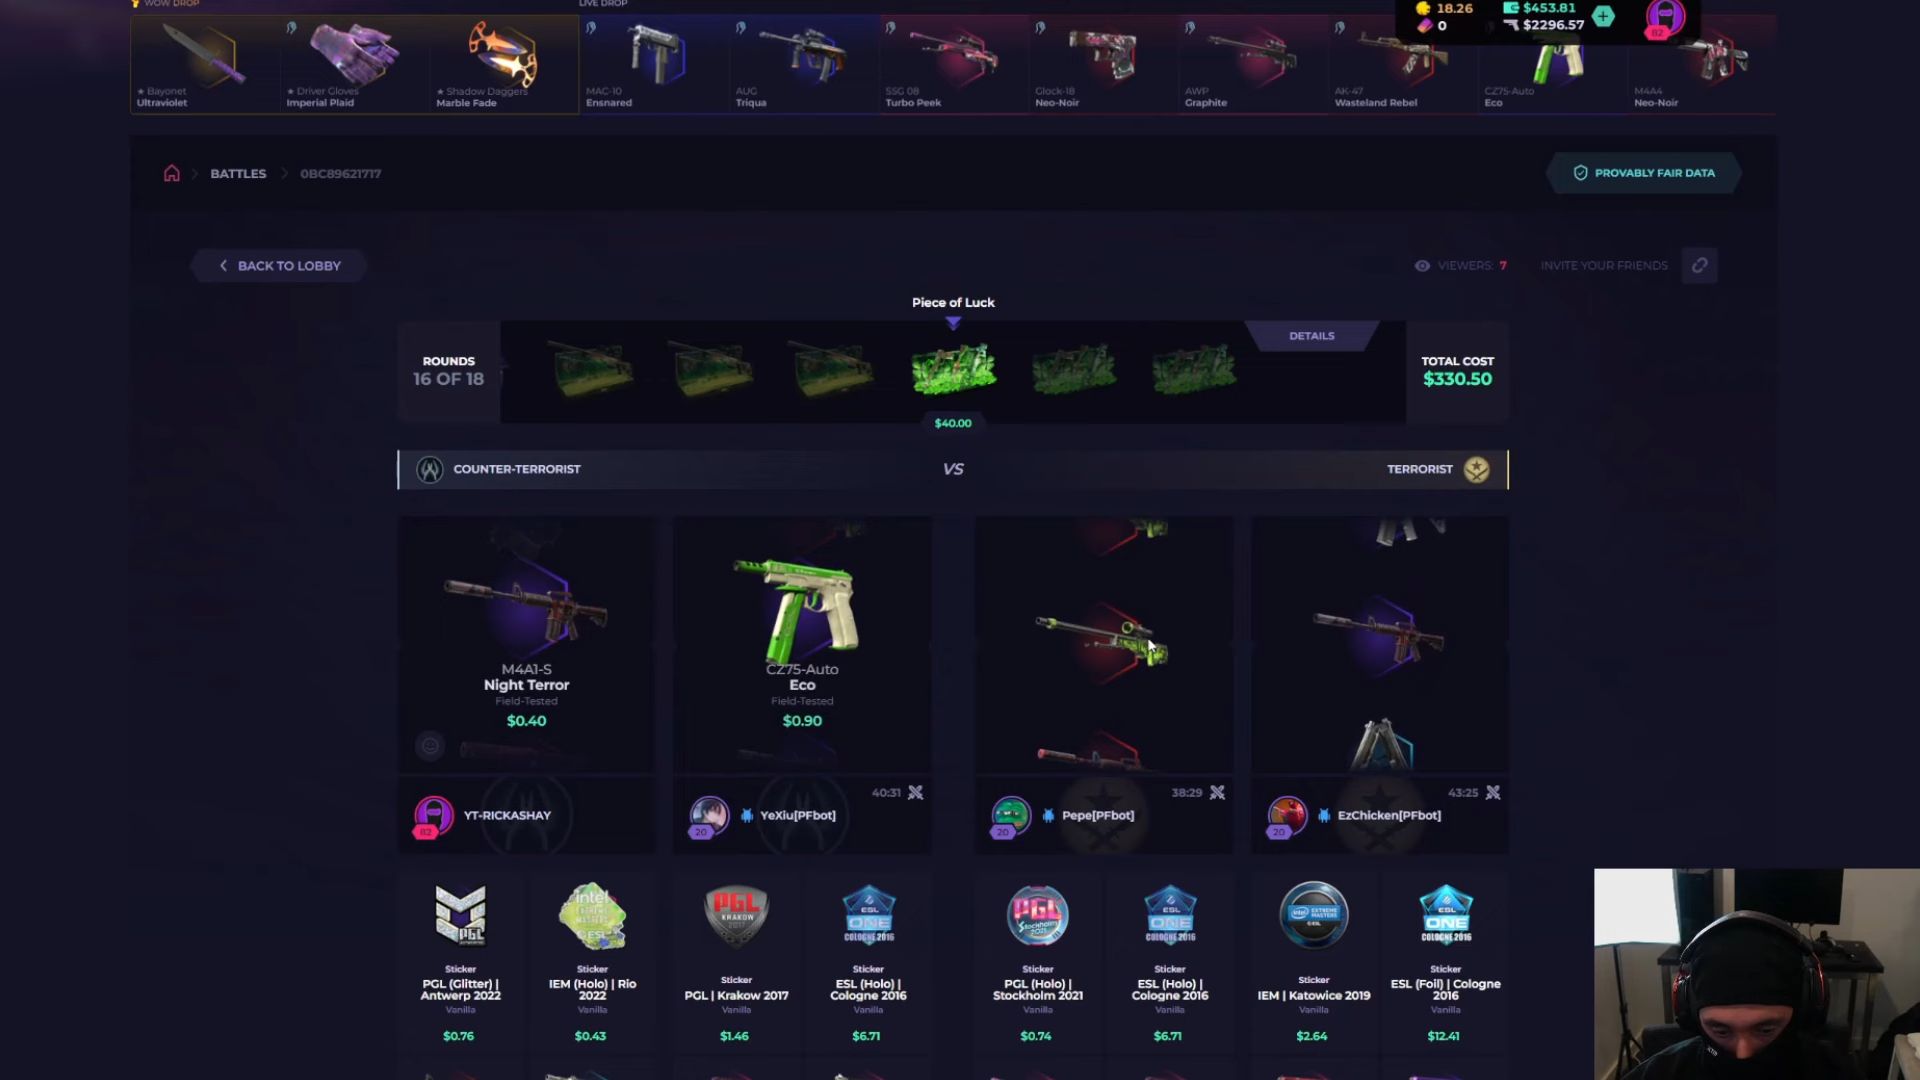 WOW DROP
LIVE DROP
18.26
$453.81
0
$2296.57
82
★ Bayonet
Ultraviolet
★ Driver Gloves
Imperial Plaid
★ Shadow Daggers
Marble Fade
MAC-10
Ensnared
AUG
Triqua
SSG 08
Turbo Peek
Glock-18
Neo-Noir
AWP
Graphite
AK-47
Wasteland Rebel
CZ75-Auto
Eco
M4A4
Neo-Noir
BATTLES
0BC89621717
PROVABLY FAIR DATA
BACK TO LOBBY
VIEWERS: 7
INVITE YOUR FRIENDS
Piece of Luck
ROUNDS
16 OF 18
DETAILS
TOTAL COST
$330.50
$40.00
COUNTER-TERRORIST
VS
TERRORIST
M4A1-S
Night Terror
Field-Tested
$0.40
CZ75-Auto
Eco
Field-Tested
$0.90
82
YT-RICKASHAY
40:31
20
YeXiu[PFbot]
38:29
20
Pepe[PFbot]
43:25
20
EzChicken[PFbot]
Sticker
PGL (Glitter) |
Antwerp 2022
Vanilla
$0.76
Sticker
IEM (Holo) | Rio
2022
Vanilla
$0.43
Sticker
PGL | Krakow 2017
Vanilla
$1.46
Sticker
ESL (Holo) |
Cologne 2016
Vanilla
$6.71
Sticker
PGL (Holo) |
Stockholm 2021
Vanilla
$0.74
Sticker
ESL (Holo) |
Cologne 2016
Vanilla
$6.71
Sticker
IEM | Katowice 2019
Vanilla
$2.64
Sticker
ESL (Foil) | Cologne
2016
Vanilla
$12.41